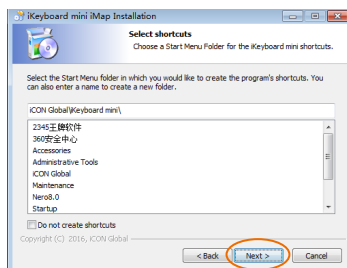 iKeyboard mini iMap Installation
Select shortcuts
Choose a Start Menu Folder for the iKeyboard mini shortcuts.
Select the Start Menu folder in which you would like to create the program's shortcuts. You
can also enter a name to create a new folder.
iCON Global\iKeyboard mini\
2345王牌软件
360安全中心
Accessories
Administrative Tools
iCON Global
Maintenance
Nero8.0
Startup
Do not create shortcuts
Copyright (C) 2016, iCON Global
< Back
Next >
Cancel